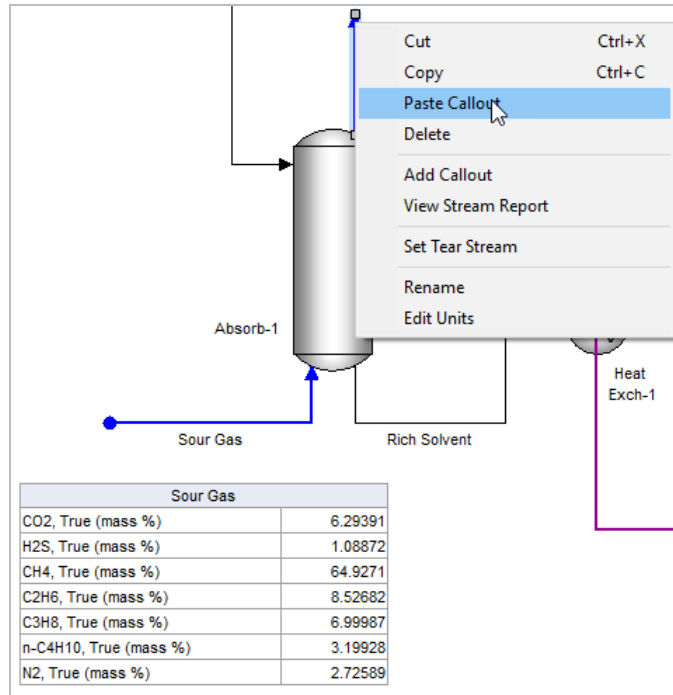 Cut Ctrl+X
Copy Ctrl+C
Paste Callout
Delete
Add Callout
View Stream Report
Set Tear Stream
Rename
Edit Units
Absorb-1
Heat
Exch-1
Sour Gas
Rich Solvent
Sour Gas
CO2, True (mass %) 6.29391
H2S, True (mass %) 1.08872
CH4, True (mass %) 64.9271
C2H6, True (mass %) 8.52682
C3H8, True (mass %) 6.99987
n-C4H10, True (mass %) 3.19928
N2, True (mass %) 2.72589